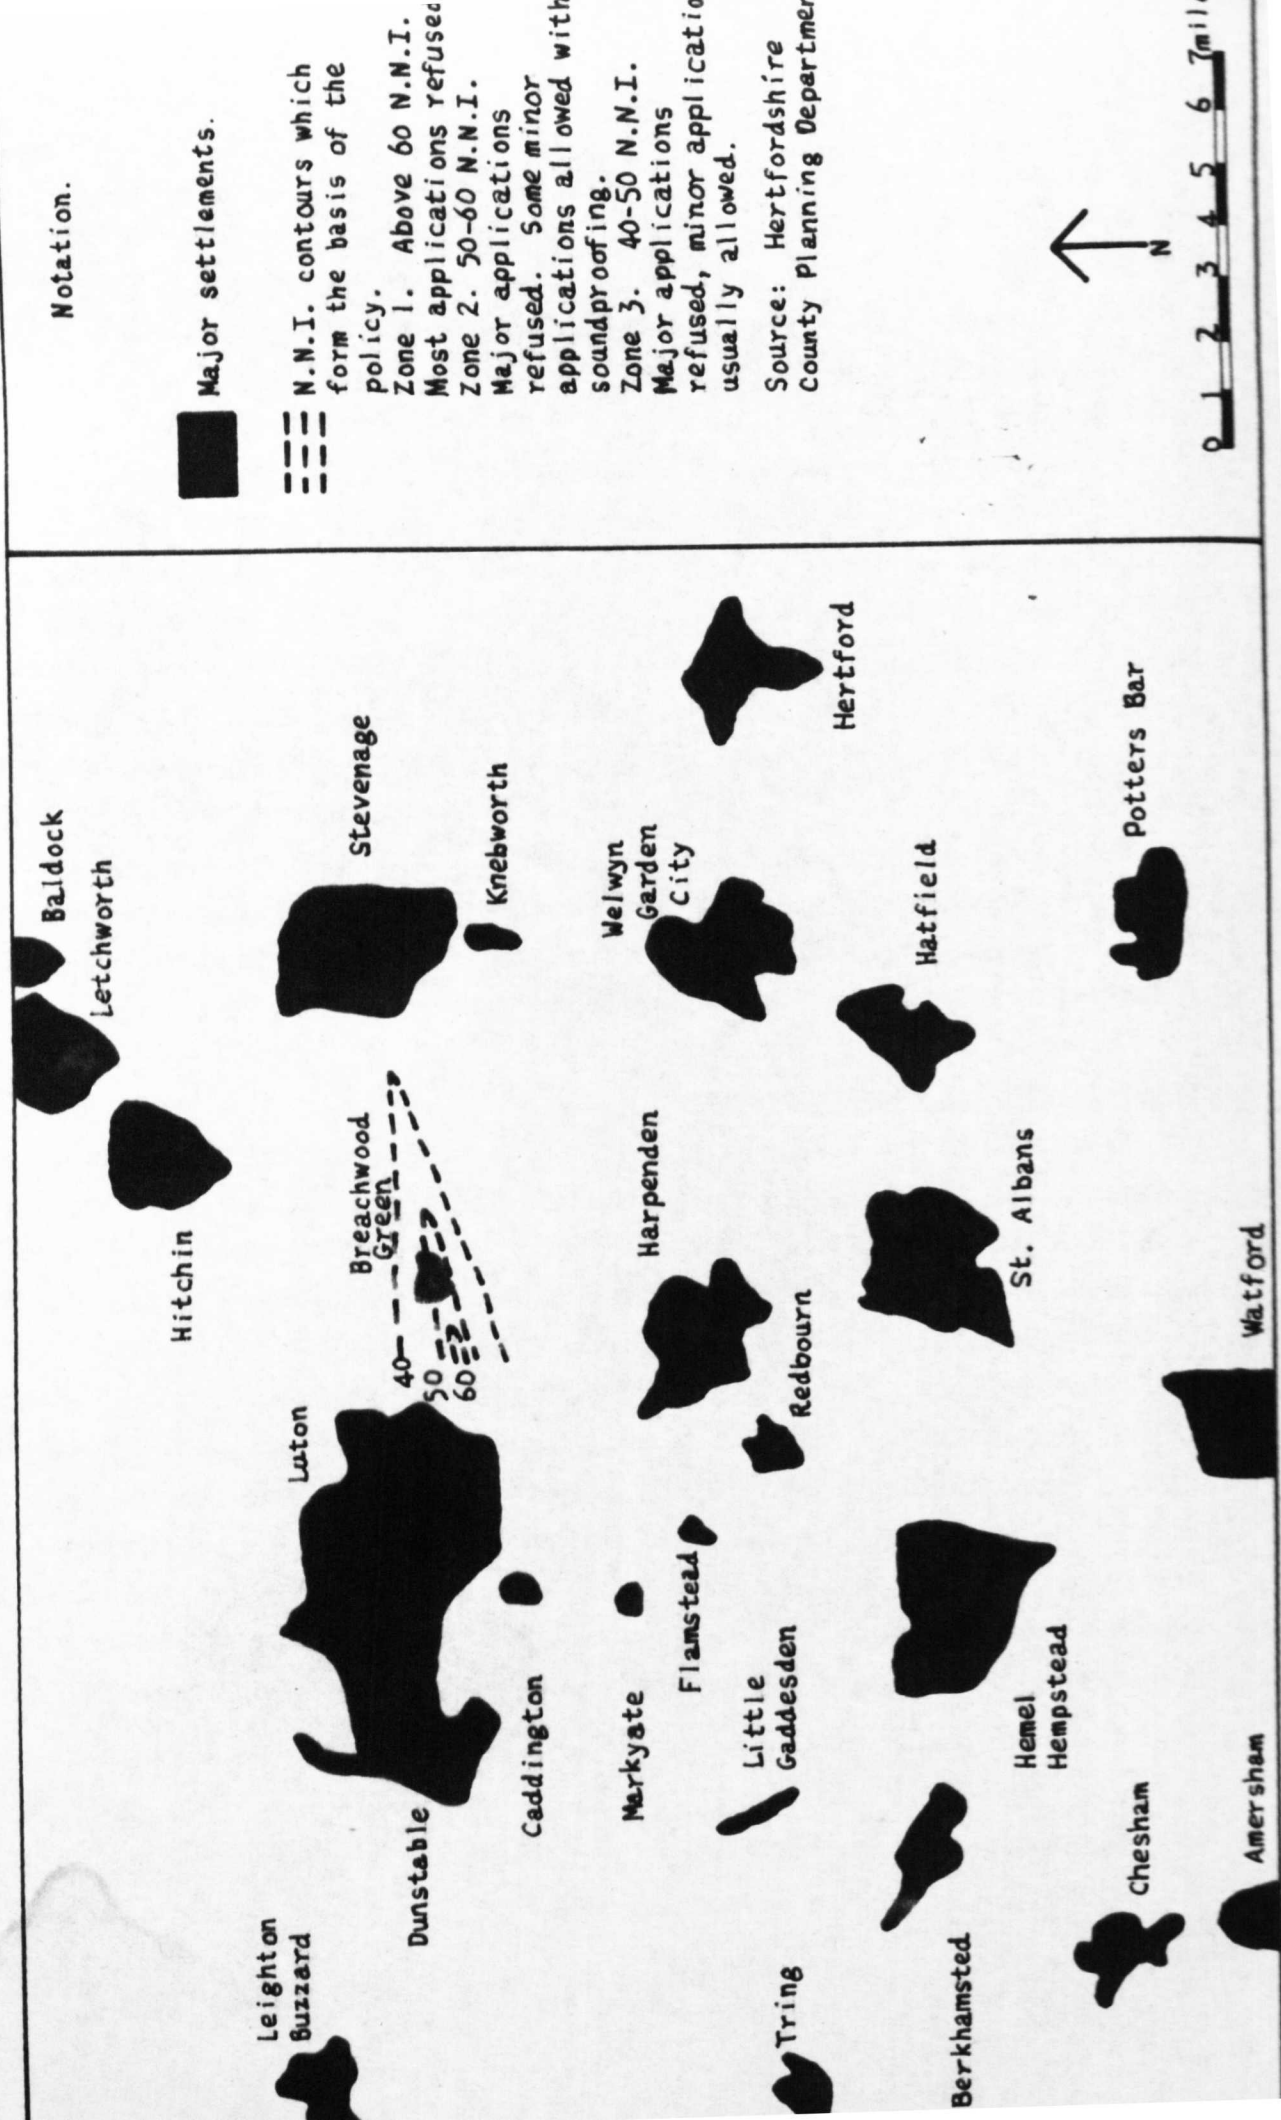 Baldock
Letchworth
Hitchin
Stevenage
Knebworth
Breachwood
Green
40
50
60
Luton
Leighton
Buzzard
Dunstable
Caddington
Markyate
Flamstead
Little
Gaddesden
Harpenden
Redbourn
Welwyn
Garden
City
Hertford
Hatfield
St. Albans
Potters Bar
Watford
Hemel
Hempstead
Tring
Berkhamsted
Chesham
Amersham
Notation.
Major settlements.
N.N.I. contours which
form the basis of the
policy.
Zone 1. Above 60 N.N.I.
Most applications refused
Zone 2. 50-60 N.N.I.
Major applications
refused. Some minor
applications allowed with
soundproofing.
Zone 3. 40-50 N.N.I.
Major applications
refused, minor applicatio
usually allowed.
Source: Hertfordshire
County Planning Departmen
N
0 1 2 3 4 5 6 7mile